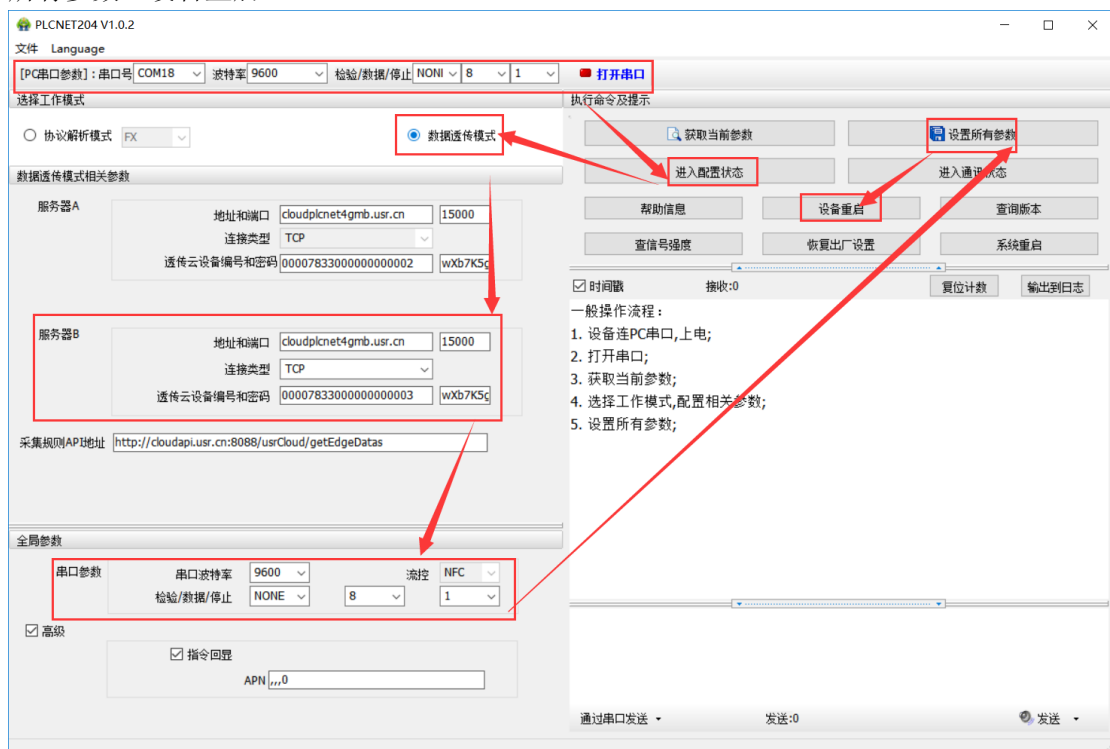 PLCNET204 V1.0.2
文件 Language
[PC串口参数]：串口号 COM18 波特率 9600 检验/数据/停止 NONI 8 1 打开串口
选择工作模式 执行命令及提示
协议解析模式 FX 数据透传模式
获取当前参数 设置所有参数
进入配置状态 进入通讯状态
数据透传模式相关参数
帮助信息 设备重启 查询版本
查信号强度 恢复出厂设置 系统重启
服务器A
地址和端口 cloudplcnet4gmb.usr.cn 15000
连接类型 TCP
透传云设备编号和密码 00007833000000000002 wXb7K5g
时间戳 接收:0 复位计数 输出到日志
一般操作流程：
1. 设备连PC串口,上电;
2. 打开串口;
3. 获取当前参数;
4. 选择工作模式,配置相关参数;
5. 设置所有参数;
服务器B
地址和端口 cloudplcnet4gmb.usr.cn 15000
连接类型 TCP
透传云设备编号和密码 00007833000000000003 wXb7K5g
采集规则API地址 http://cloudapi.usr.cn:8088/usrCloud/getEdgeDatas
全局参数
串口参数 串口波特率 9600 流控 NFC
检验/数据/停止 NONE 8 1
高级
指令回显
APN ,,,0
通过串口发送 发送:0 发送